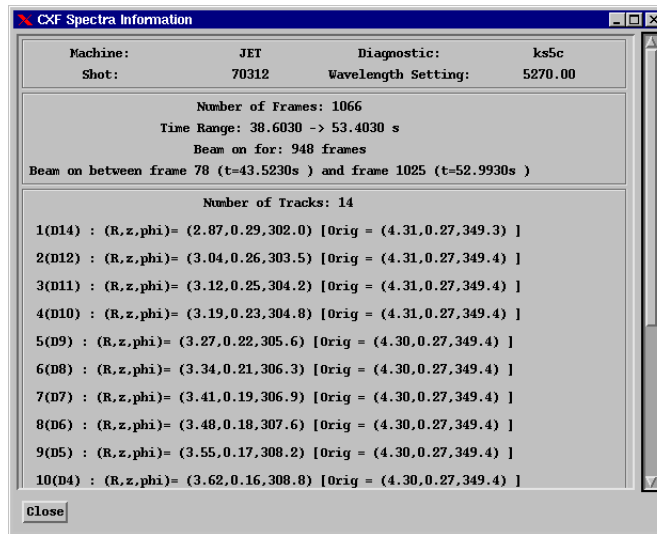 CXF Spectra Information
Machine: JET Diagnostic: ks5c
Shot: 70312 Wavelength Setting: 5270.00
Number of Frames: 1066
Time Range: 38.6030 -> 53.4030 s
Beam on for: 948 frames
Beam on between frame 78 (t=43.5230s ) and frame 1025 (t=52.9930s )
Number of Tracks: 14
1(D14) : (R,z,phi)= (2.87,0.29,302.0) [Orig = (4.31,0.27,349.3) ]
2(D12) : (R,z,phi)= (3.04,0.26,303.5) [Orig = (4.31,0.27,349.4) ]
3(D11) : (R,z,phi)= (3.12,0.25,304.2) [Orig = (4.31,0.27,349.4) ]
4(D10) : (R,z,phi)= (3.19,0.23,304.8) [Orig = (4.31,0.27,349.4) ]
5(D9) : (R,z,phi)= (3.27,0.22,305.6) [Orig = (4.30,0.27,349.4) ]
6(D8) : (R,z,phi)= (3.34,0.21,306.3) [Orig = (4.30,0.27,349.4) ]
7(D7) : (R,z,phi)= (3.41,0.19,306.9) [Orig = (4.30,0.27,349.4) ]
8(D6) : (R,z,phi)= (3.48,0.18,307.6) [Orig = (4.30,0.27,349.4) ]
9(D5) : (R,z,phi)= (3.55,0.17,308.2) [Orig = (4.30,0.27,349.4) ]
10(D4) : (R,z,phi)= (3.62,0.16,308.8) [Orig = (4.30,0.27,349.4) ]
Close